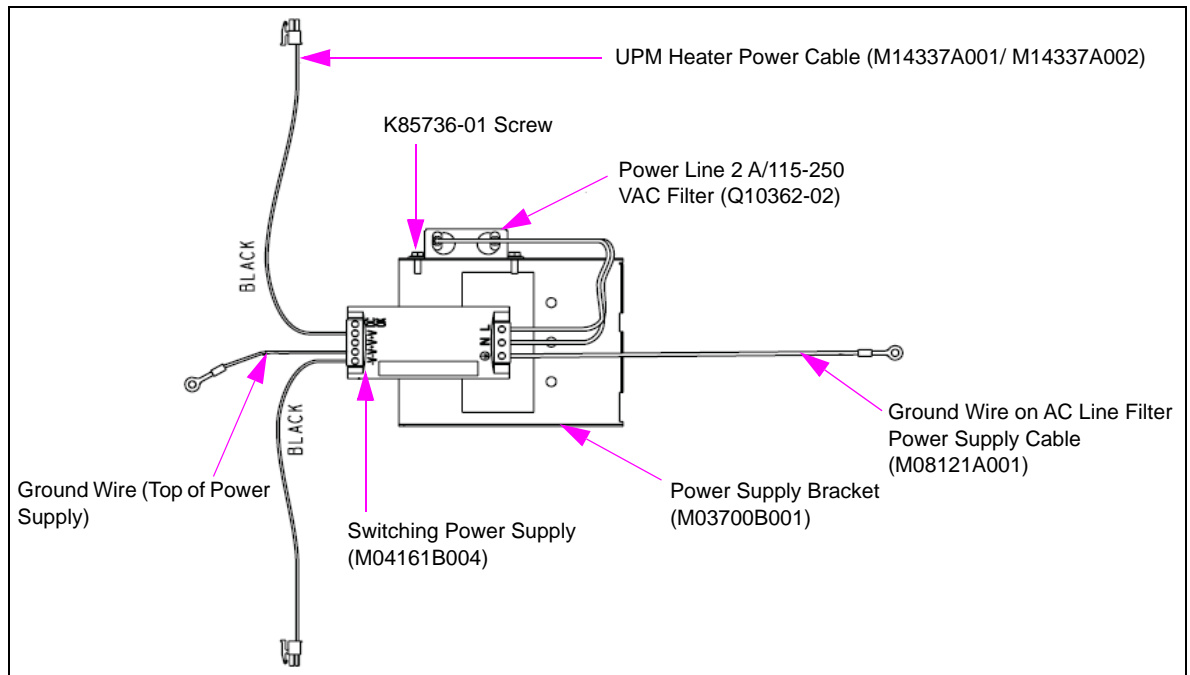 UPM Heater Power Cable (M14337A001/ M14337A002)
K85736-01 Screw
Power Line 2 A/115-250
VAC Filter (Q10362-02)
BLACK
N L
BLACK
Ground Wire on AC Line Filter
Power Supply Cable
(M08121A001)
Ground Wire (Top of Power
Supply)
Power Supply Bracket
(M03700B001)
Switching Power Supply
(M04161B004)